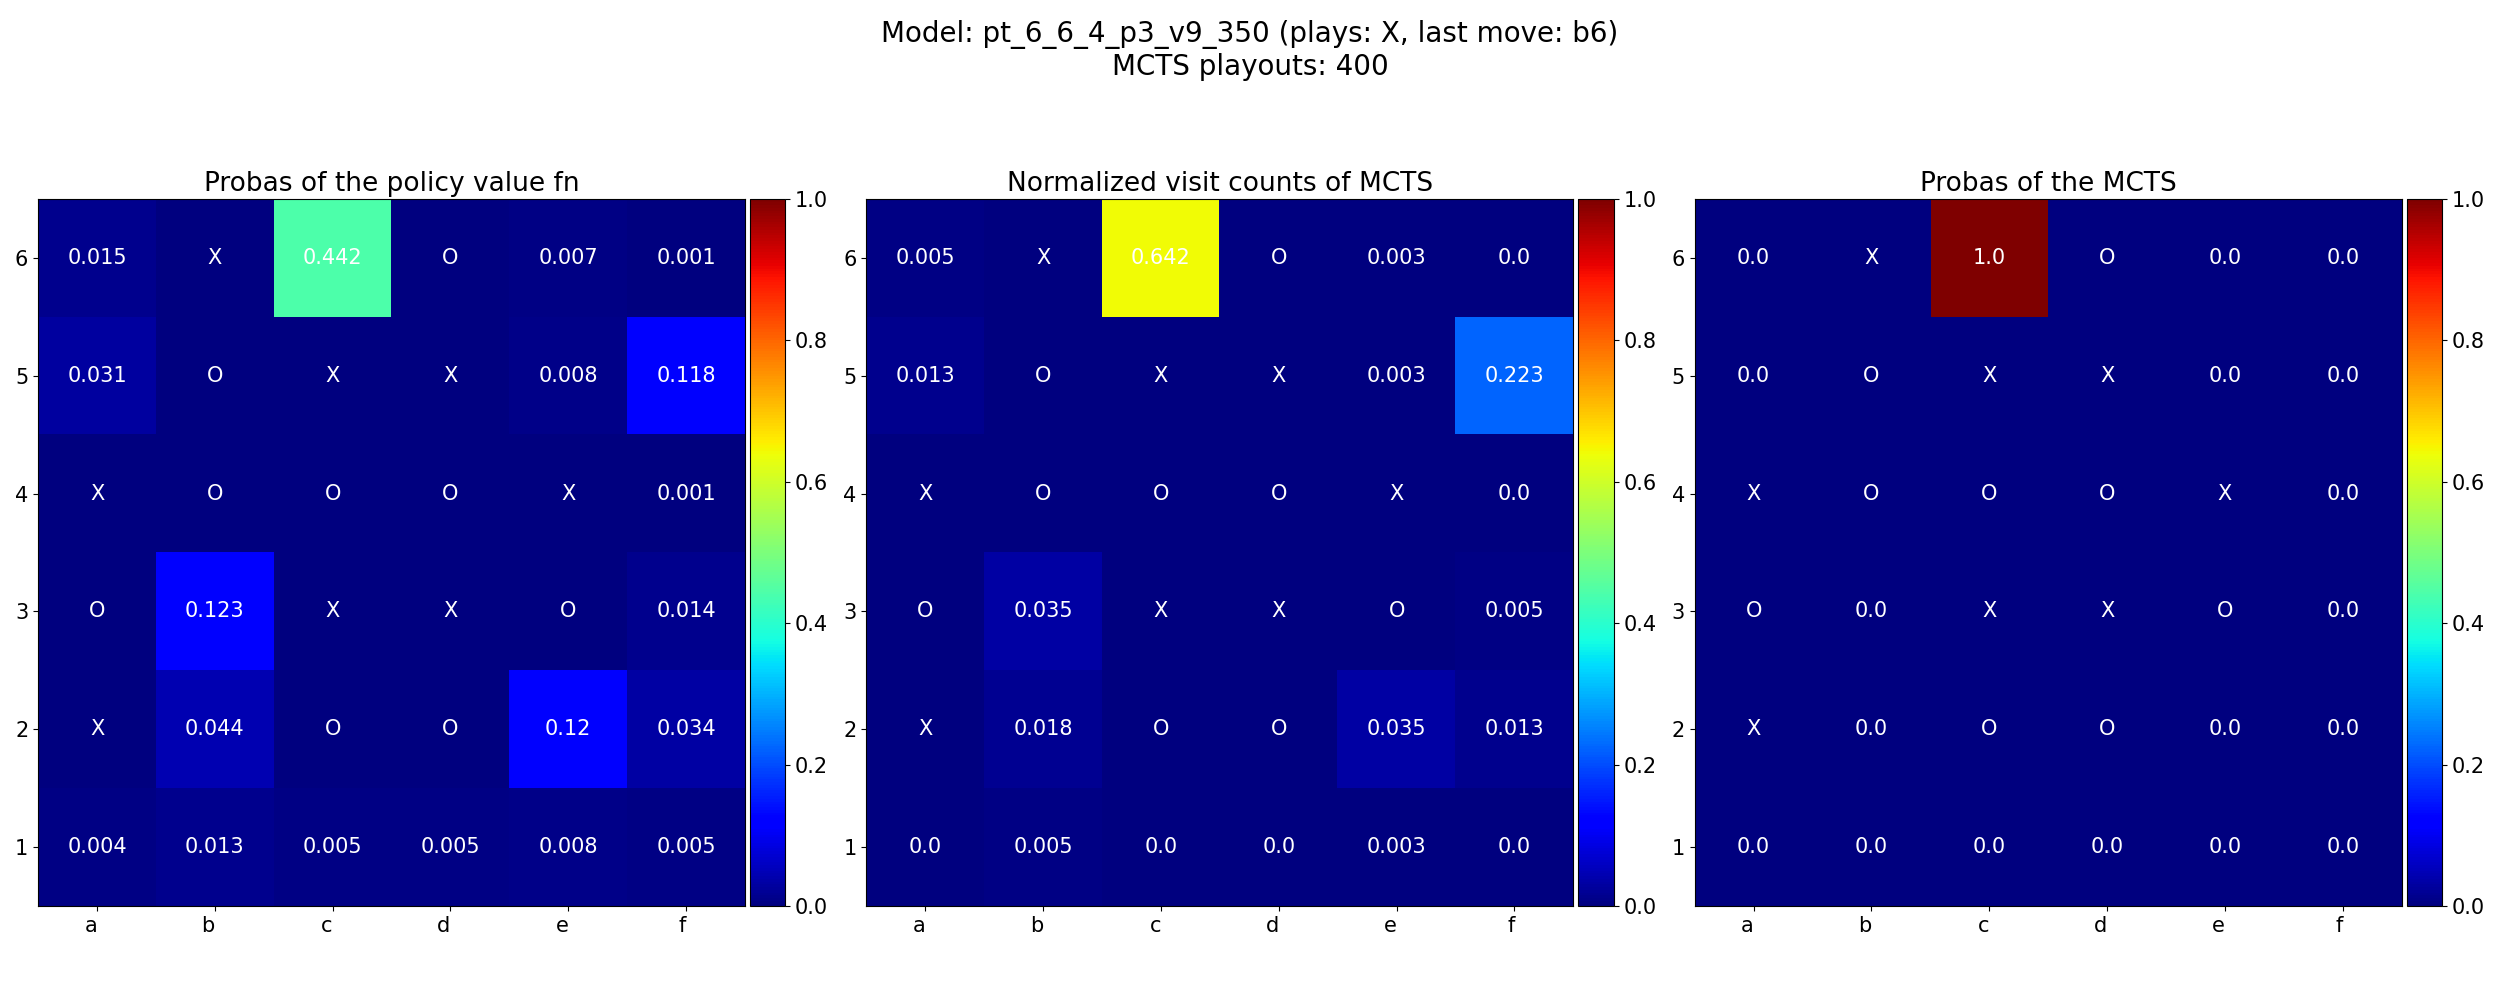 Model: pt_6_6_4_p3_v9_350 (plays: X, last move: b6)
MCTS playouts: 400
Probas of the policy value fn
6 0.015 X 0.442 O 0.007 0.001
5 0.031 O X X 0.008 0.118
4 X O O O X 0.001
3 O 0.123 X X O 0.014
2 X 0.044 O O 0.12 0.034
1 0.004 0.013 0.005 0.005 0.008 0.005
a b c d e f
1.0
0.8
0.6
0.4
0.2
0.0
Normalized visit counts of MCTS
6 0.005 X 0.642 O 0.003 0.0
5 0.013 O X X 0.003 0.223
4 X O O O X 0.0
3 O 0.035 X X O 0.005
2 X 0.018 O O 0.035 0.013
1 0.0 0.005 0.0 0.0 0.003 0.0
a b c d e f
1.0
0.8
0.6
0.4
0.2
0.0
Probas of the MCTS
6 0.0 X 1.0 O 0.0 0.0
5 0.0 O X X 0.0 0.0
4 X O O O X 0.0
3 O 0.0 X X O 0.0
2 X 0.0 O O 0.0 0.0
1 0.0 0.0 0.0 0.0 0.0 0.0
a b c d e f
1.0
0.8
0.6
0.4
0.2
0.0